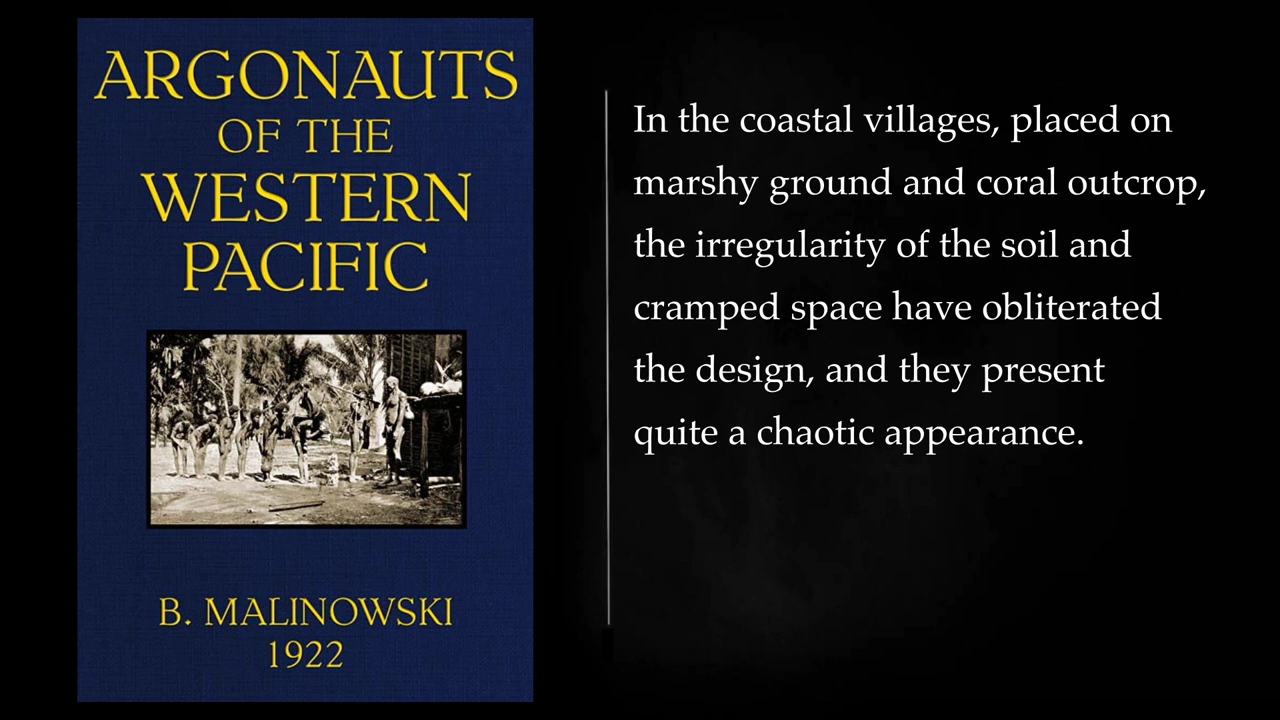 ARGONAUTS
OF THE
WESTERN
PACIFIC
B. MALINOWSKI
1922
In the coastal villages, placed on
marshy ground and coral outcrop,
the irregularity of the soil and
cramped space have obliterated
the design, and they present
quite a chaotic appearance.